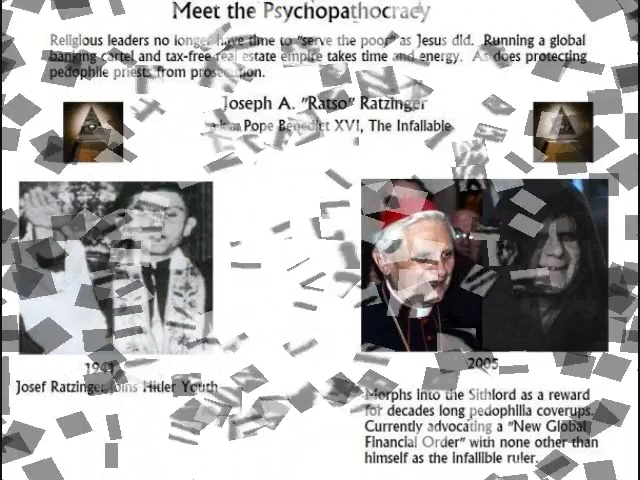 Meet the Psychopathocracy
Religious leaders no longer have time to "serve the poor" as Jesus did. Running a global
banking cartel and tax-free real estate empire takes time and energy. As does protecting
pedophile priests from prosecution.
Joseph A. "Ratso" Ratzinger
Pope Benedict XVI, The Infallable
1941
Josef Ratzinger Joins Hitler Youth
2005
Morphs into the Sithlord as a reward
for decades long pedophilia coverups.
Currently advocating a "New Global
Financial Order" with none other than
himself as the infallible ruler.